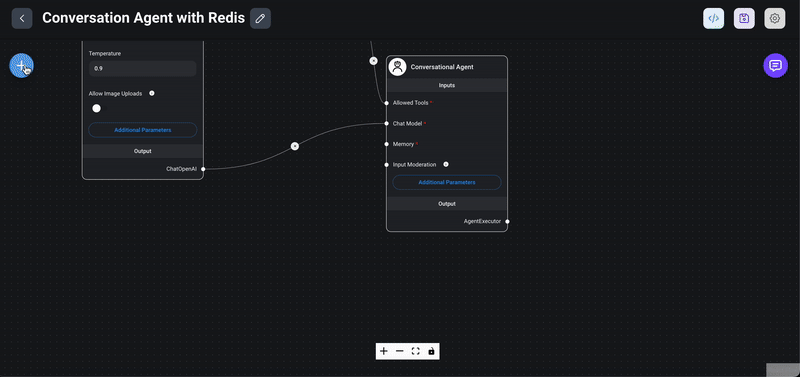 Conversation Agent with Redis
Temperature
0.9
Allow Image Uploads
Additional Parameters
Output
ChatOpenAI
Conversational Agent
Inputs
Allowed Tools *
Chat Model *
Memory *
Input Moderation
Additional Parameters
Output
AgentExecutor